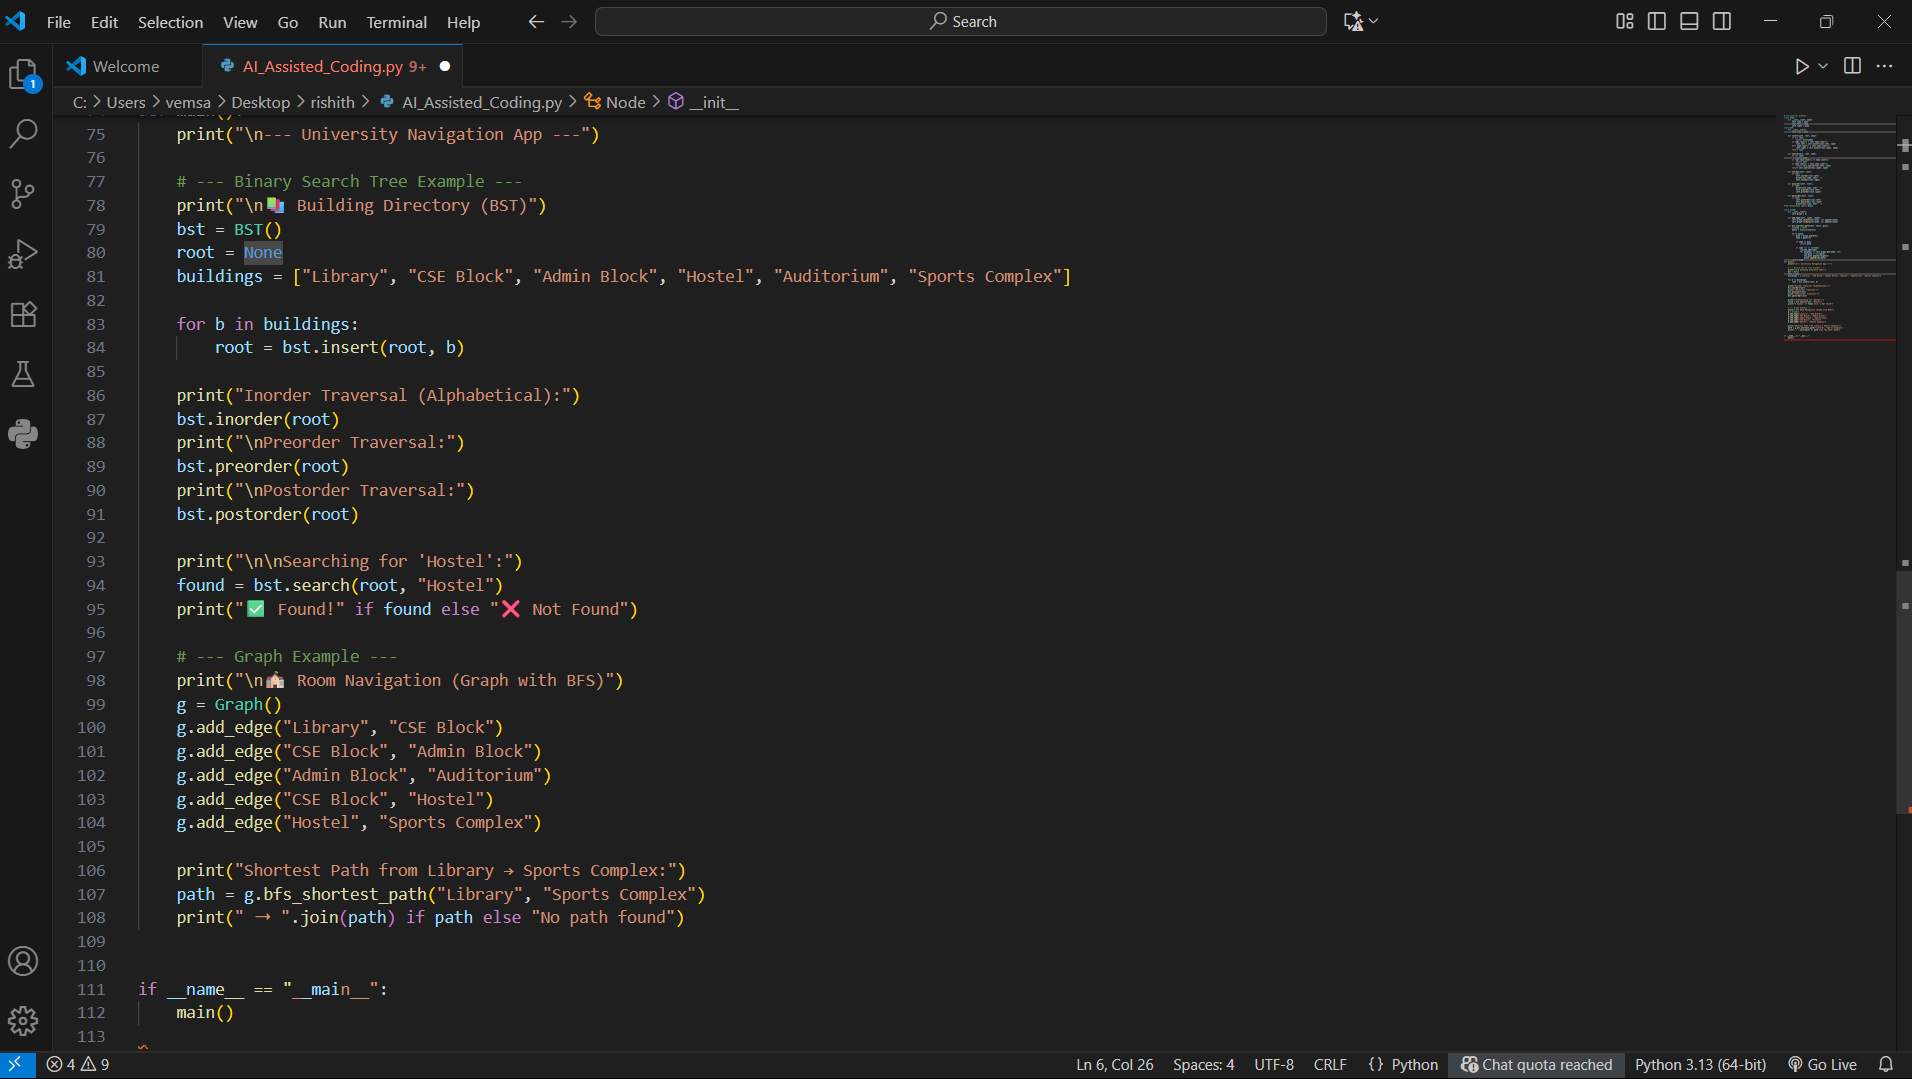 File Edit Selection View Go Run Terminal Help Search
Welcome AI_Assisted_Coding.py 9+
1
C: > Users > vemsa > Desktop > rishith > AI_Assisted_Coding.py > Node > __init__
75 print("\n--- University Navigation App ---")
76
77 # --- Binary Search Tree Example ---
78 print("\n📚 Building Directory (BST)")
79 bst = BST()
80 root = None
81 buildings = ["Library", "CSE Block", "Admin Block", "Hostel", "Auditorium", "Sports Complex"]
82
83 for b in buildings:
84 root = bst.insert(root, b)
85
86 print("Inorder Traversal (Alphabetical):")
87 bst.inorder(root)
88 print("\nPreorder Traversal:")
89 bst.preorder(root)
90 print("\nPostorder Traversal:")
91 bst.postorder(root)
92
93 print("\n\nSearching for 'Hostel':")
94 found = bst.search(root, "Hostel")
95 print("✅ Found!" if found else "❌ Not Found")
96
97 # --- Graph Example ---
98 print("\n🏫 Room Navigation (Graph with BFS)")
99 g = Graph()
100 g.add_edge("Library", "CSE Block")
101 g.add_edge("CSE Block", "Admin Block")
102 g.add_edge("Admin Block", "Auditorium")
103 g.add_edge("CSE Block", "Hostel")
104 g.add_edge("Hostel", "Sports Complex")
105
106 print("Shortest Path from Library → Sports Complex:")
107 path = g.bfs_shortest_path("Library", "Sports Complex")
108 print(" → ".join(path) if path else "No path found")
109
110
111 if __name__ == "__main__":
112 main()
113
4 9 Ln 6, Col 26 Spaces: 4 UTF-8 CRLF {} Python Chat quota reached Python 3.13 (64-bit) Go Live